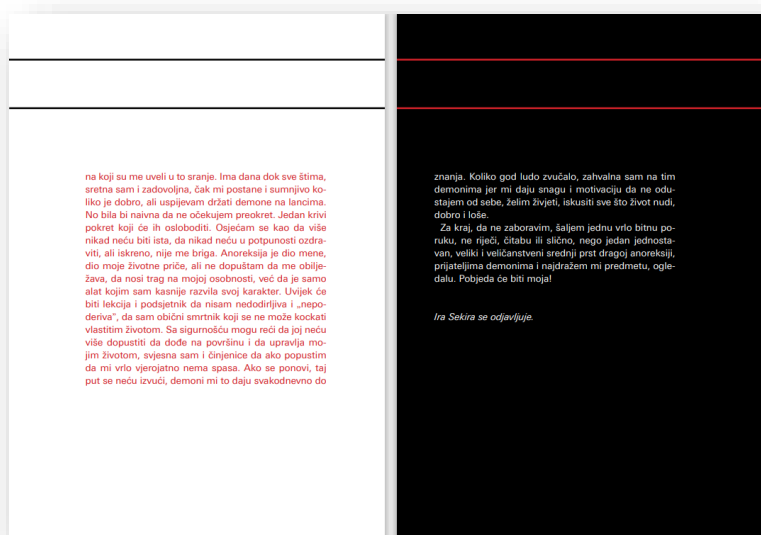 na koji su me uveli u to sranje. Ima dana dok sve štima,
sretna sam i zadovoljna, čak mi postane i sumnjivo ko-
liko je dobro, ali uspijevam držati demone na lancima.
No bila bi naivna da ne očekujem preokret. Jedan krivi
pokret koji će ih osloboditi. Osjećam se kao da više
nikad neću biti ista, da nikad neću u potpunosti ozdra-
viti, ali iskreno, nije me briga. Anoreksija je dio mene,
dio moje životne priče, ali ne dopuštam da me obilje-
žava, da nosi trag na mojoj osobnosti, već da je samo
alat kojim sam kasnije razvila svoj karakter. Uvijek će
biti lekcija i podsjetnik da nisam nedodirljiva i „nepo-
deriva", da sam obični smrtnik koji se ne može kockati
vlastitim životom. Sa sigurnošću mogu reći da joj neću
više dopustiti da dođe na površinu i da upravlja mo-
jim životom, svjesna sam i činjenice da ako popustim
da mi vrlo vjerojatno nema spasa. Ako se ponovi, taj
put se neću izvući, demoni mi to daju svakodnevno do
znanja. Koliko god ludo zvučalo, zahvalna sam na tim
demonima jer mi daju snagu i motivaciju da ne odu-
stajem od sebe, želim živjeti, iskusiti sve što život nudi,
dobro i loše.
Za kraj, da ne zaboravim, šaljem jednu vrlo bitnu po-
ruku, ne riječi, čitabu ili slično, nego jedan jednosta-
van, veliki i veličanstveni srednji prst dragoj anoreksiji,
prijateljima demonima i najdražem mi predmetu, ogle-
dalu. Pobjeda će biti moja!
Ira Sekira se odjavljuje.